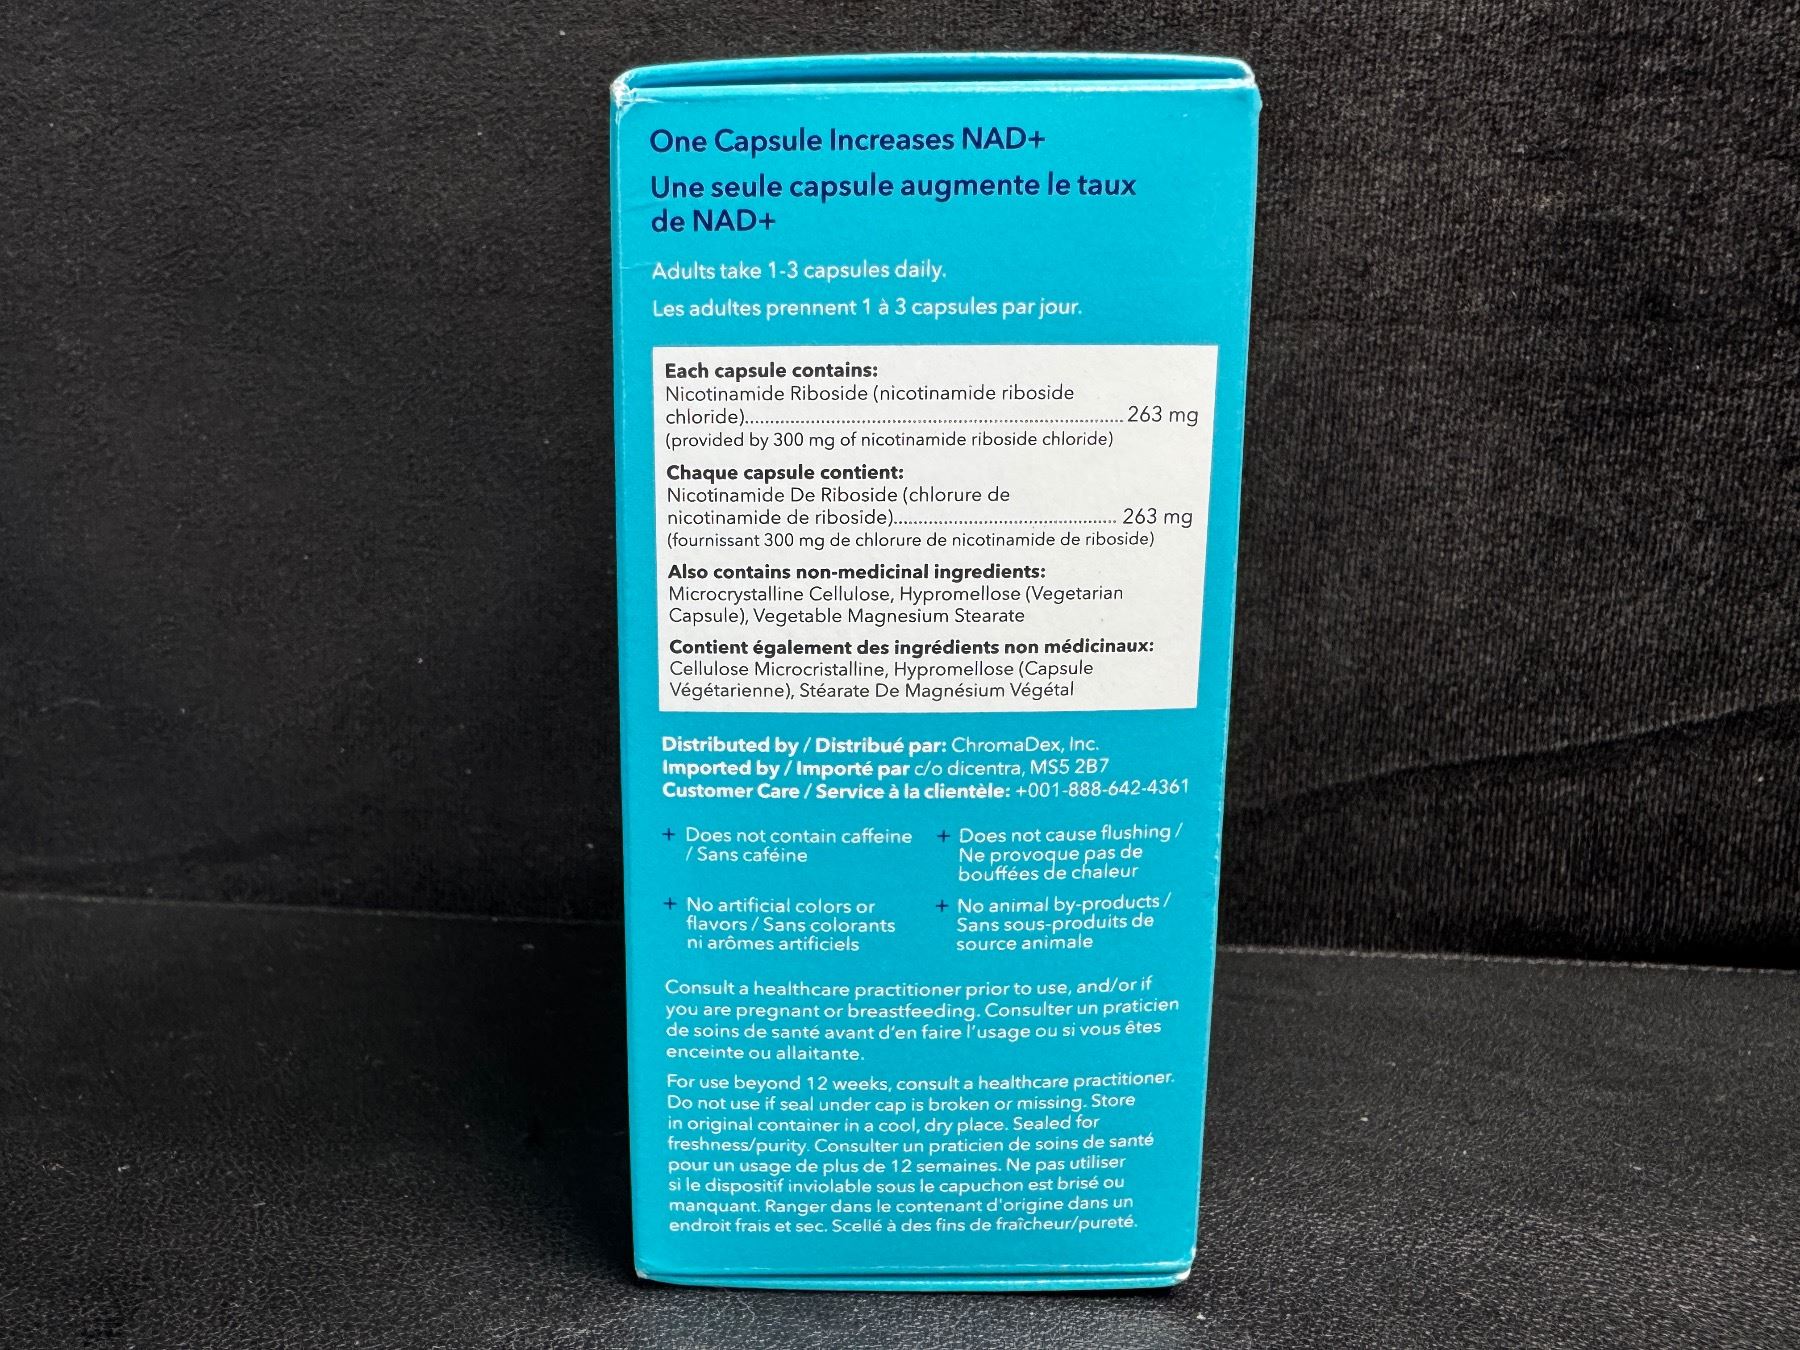 One Capsule Increases NAD+
Une seule capsule augmente le taux
de NAD+
Adults take 1-3 capsules daily.
Les adultes prennent 1 à 3 capsules par jour.
Each capsule contains:
Nicotinamide Riboside (nicotinamide riboside
chloride)............................................................................263 mg
(provided by 300 mg of nicotinamide riboside chloride)
Chaque capsule contient:
Nicotinamide De Riboside (chlorure de
nicotinamide de riboside)............................................. 263 mg
(fournissant 300 mg de chlorure de nicotinamide de riboside)
Also contains non-medicinal ingredients:
Microcrystalline Cellulose, Hypromellose (Vegetarian
Capsule), Vegetable Magnesium Stearate
Contient également des ingrédients non médicinaux:
Cellulose Microcristalline, Hypromellose (Capsule
Végétarienne), Stéarate De Magnésium Végétal
Distributed by / Distribué par: ChromaDex, Inc.
Imported by / Importé par c/o dicentra, MS5 2B7
Customer Care / Service à la clientèle: +001-888-642-4361
+ Does not contain caffeine
/ Sans caféine
+ Does not cause flushing /
Ne provoque pas de
bouffées de chaleur
+ No artificial colors or
flavors / Sans colorants
ni arômes artificiels
+ No animal by-products /
Sans sous-produits de
source animale
Consult a healthcare practitioner prior to use, and/or if
you are pregnant or breastfeeding. Consulter un praticien
de soins de santé avant d'en faire l'usage ou si vous êtes
enceinte ou allaitante.
For use beyond 12 weeks, consult a healthcare practitioner.
Do not use if seal under cap is broken or missing. Store
in original container in a cool, dry place. Sealed for
freshness/purity. Consulter un praticien de soins de santé
pour un usage de plus de 12 semaines. Ne pas utiliser
si le dispositif inviolable sous le capuchon est brisé ou
manquant. Ranger dans le contenant d'origine dans un
endroit frais et sec. Scellé à des fins de fraîcheur/pureté.